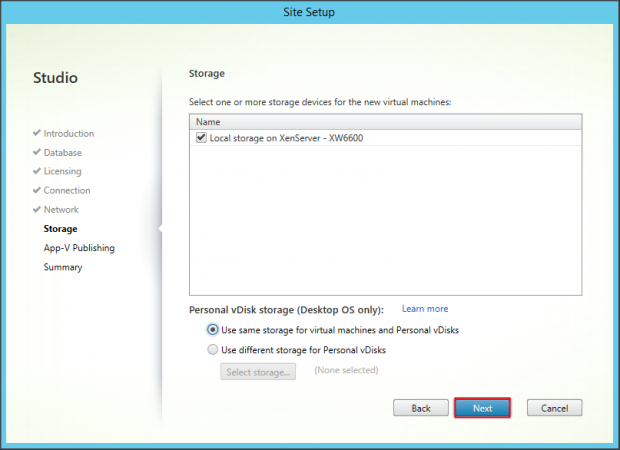 Site Setup
Studio
Introduction
Database
Licensing
Connection
Network
Storage
App-V Publishing
Summary
Storage
Select one or more storage devices for the new virtual machines:
Name
Local storage on XenServer - XW6600
Personal vDisk storage (Desktop OS only): Learn more
Use same storage for virtual machines and Personal vDisks
Use different storage for Personal vDisks
Select storage... (None selected)
Back Next Cancel